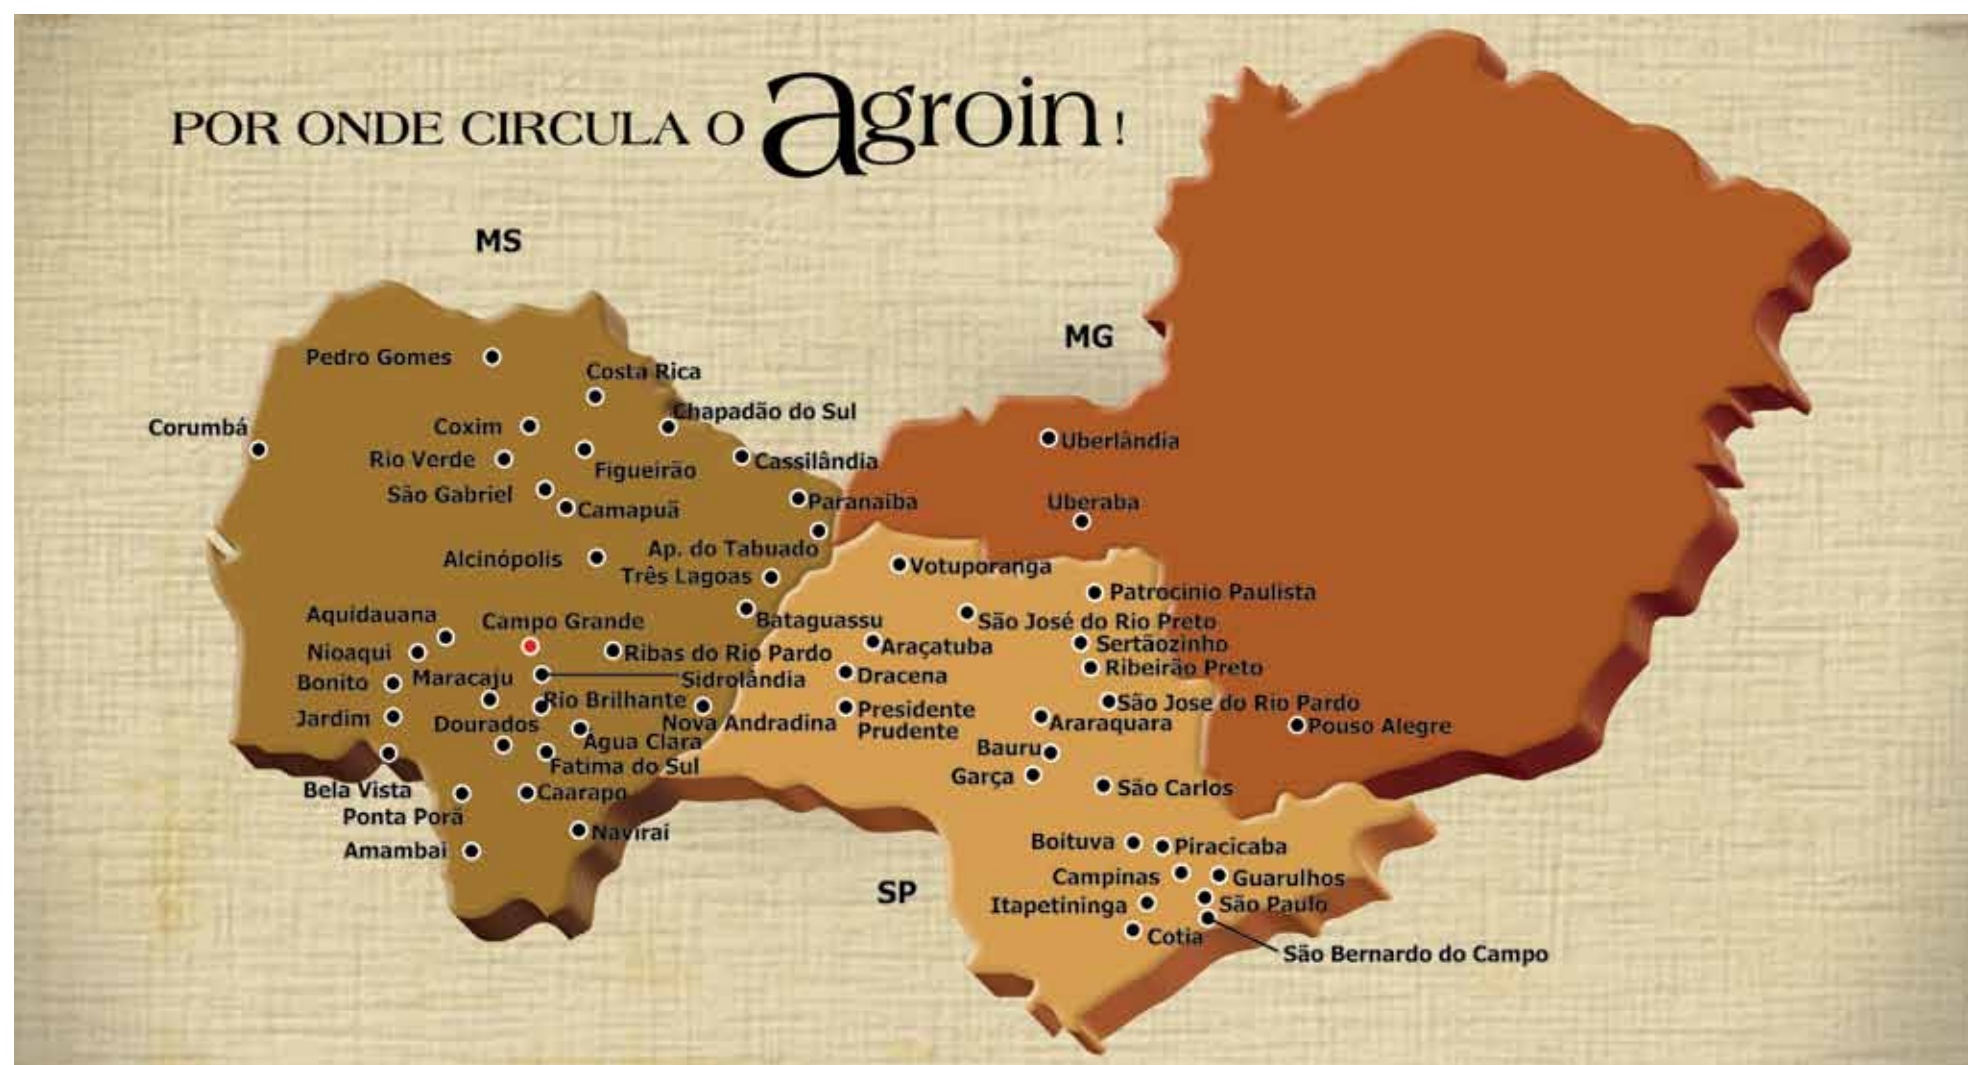 POR ONDE CIRCULA O agroin!
MS
MG
Pedro Gomes
Costa Rica
Chapadão do Sul
Corumbá
Coxim
Uberlândia
Rio Verde
Figueirão
Cassilândia
São Gabriel
Camapuã
Paranaiba
Uberaba
Alcinópolis
Ap. do Tabuado
Três Lagoas
Votuporanga
Patrocinio Paulista
Aquidauana
Campo Grande
Bataguassu
São José do Rio Preto
Nioaqui
Ribas do Rio Pardo
Araçatuba
Sertãozinho
Bonito
Maracaju
Sidrolândia
Dracena
Ribeirão Preto
Jardim
Rio Brilhante
Dourados
Nova Andradina
Presidente
Prudente
São Jose do Rio Pardo
Araraquara
Pouso Alegre
Agua Clara
Bauru
Fatima do Sul
Garça
Bela Vista
Caarapo
São Carlos
Ponta Porã
Navirai
Amambai
Boituva
Piracicaba
SP
Campinas
Guarulhos
Itapetininga
São Paulo
Cotia
São Bernardo do Campo